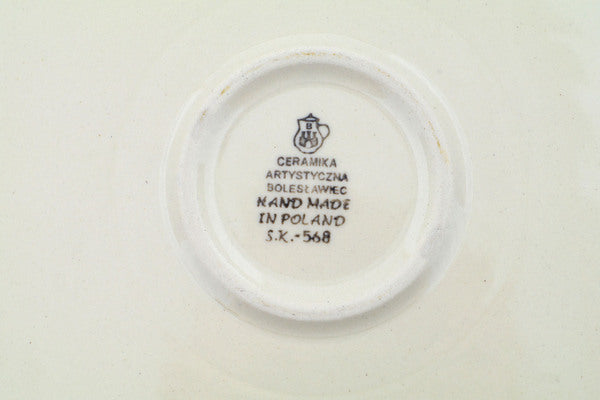 B
CERAMIKA
ARTYSTYCZNA
BOLESŁAWIEC
HAND MADE
IN POLAND
S.K.-568